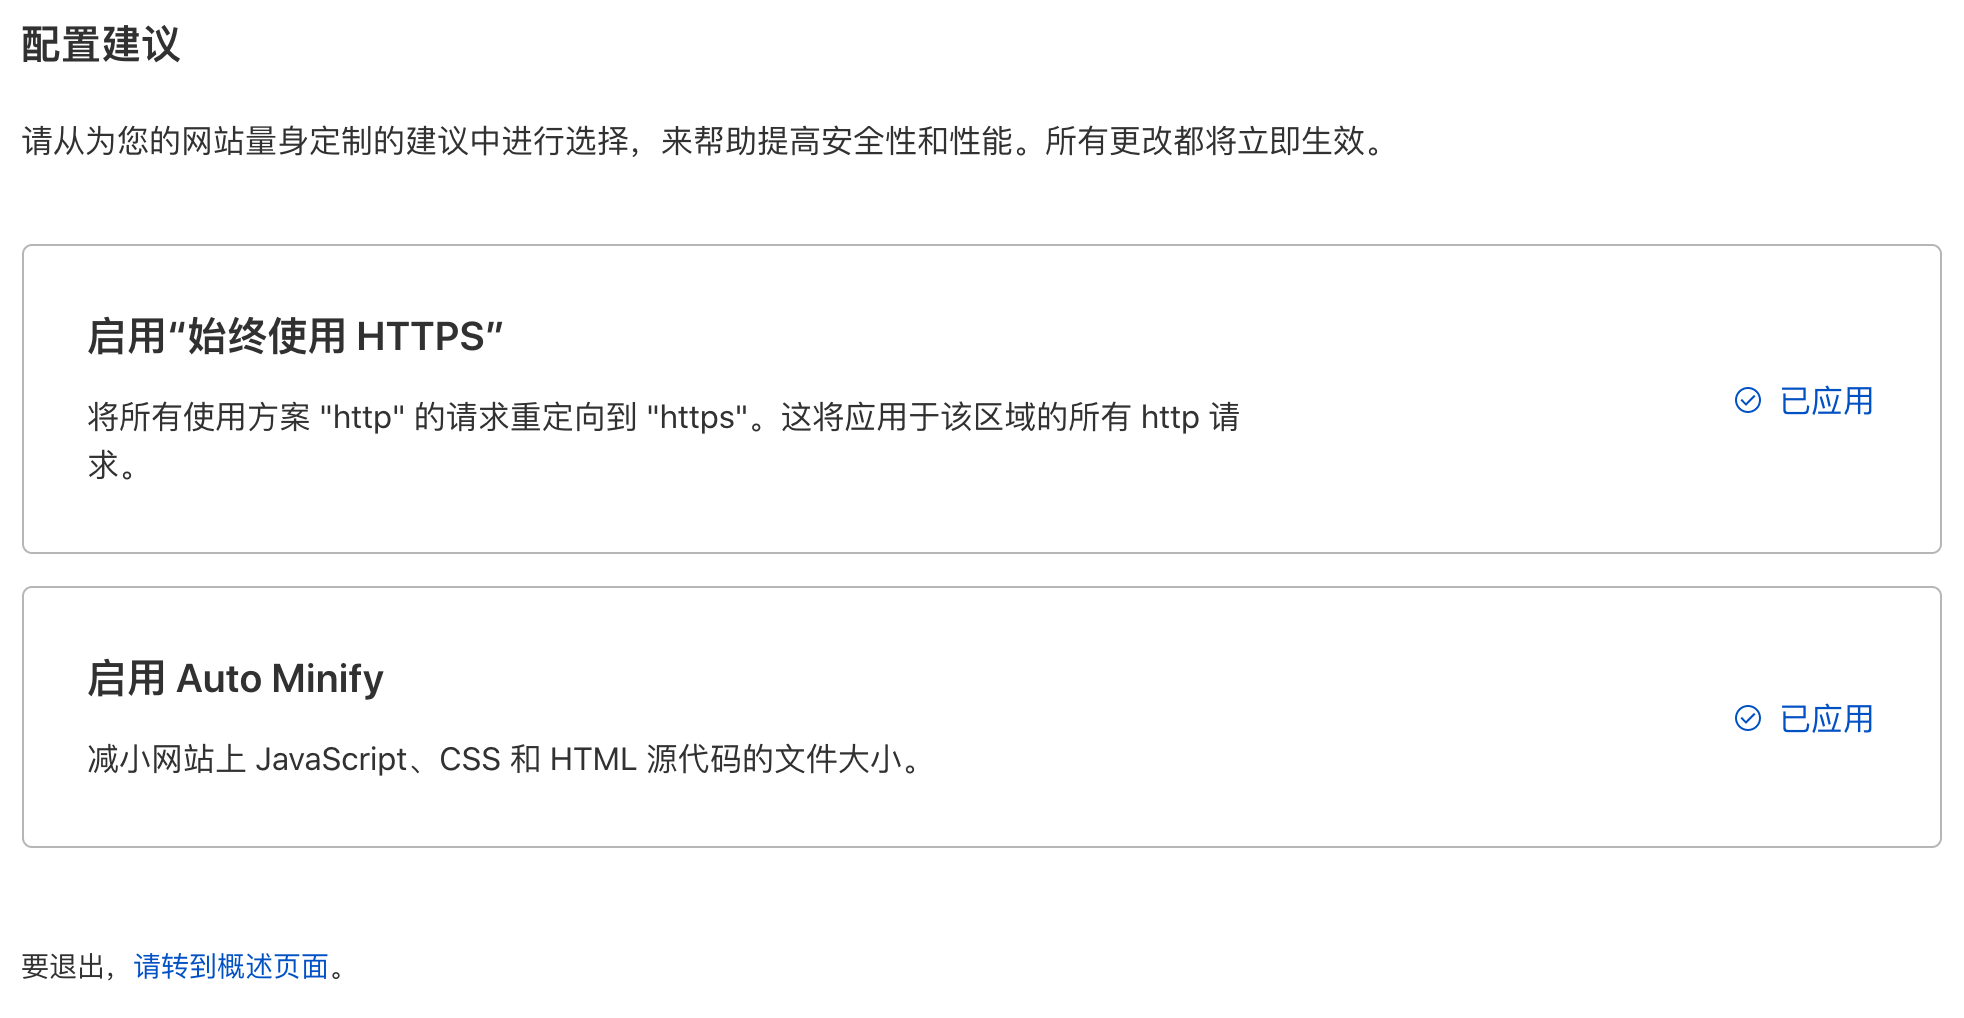 配置建议
请从为您的网站量身定制的建议中进行选择，来帮助提高安全性和性能。所有更改都将立即生效。
启用“始终使用 HTTPS”
将所有使用方案 "http" 的请求重定向到 "https"。这将应用于该区域的所有 http 请
求。
已应用
启用 Auto Minify
减小网站上 JavaScript、CSS 和 HTML 源代码的文件大小。
已应用
要退出，请转到概述页面。